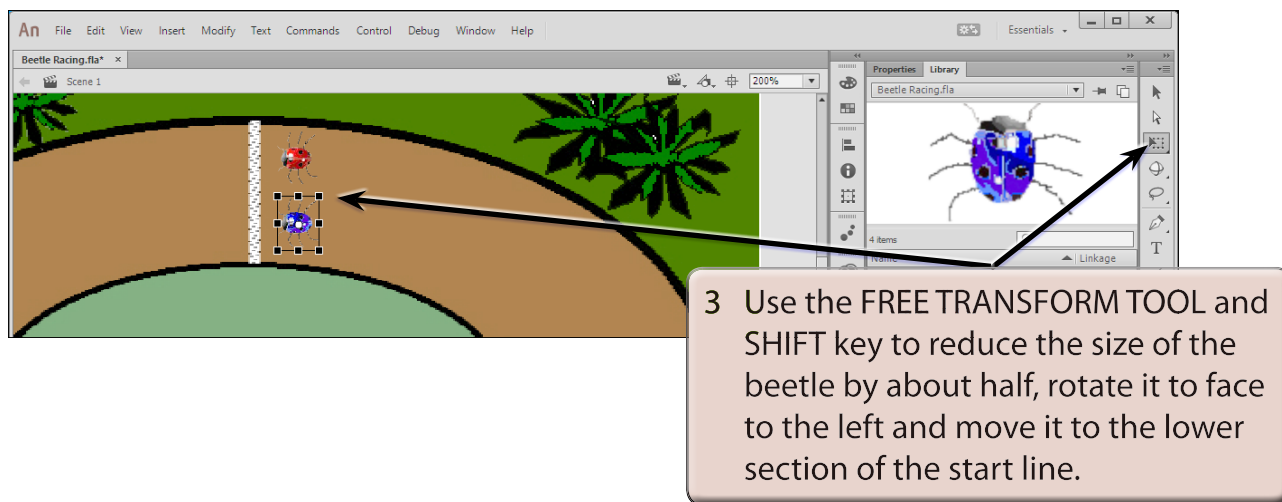 An File Edit View Insert Modify Text Commands Control Debug Window Help Essentials
Beetle Racing.fla* ×
Properties Library
Scene 1
200%
Beetle Racing.fla
4 items
Name Linkage
3 Use the FREE TRANSFORM TOOL and
SHIFT key to reduce the size of the
beetle by about half, rotate it to face
to the left and move it to the lower
section of the start line.